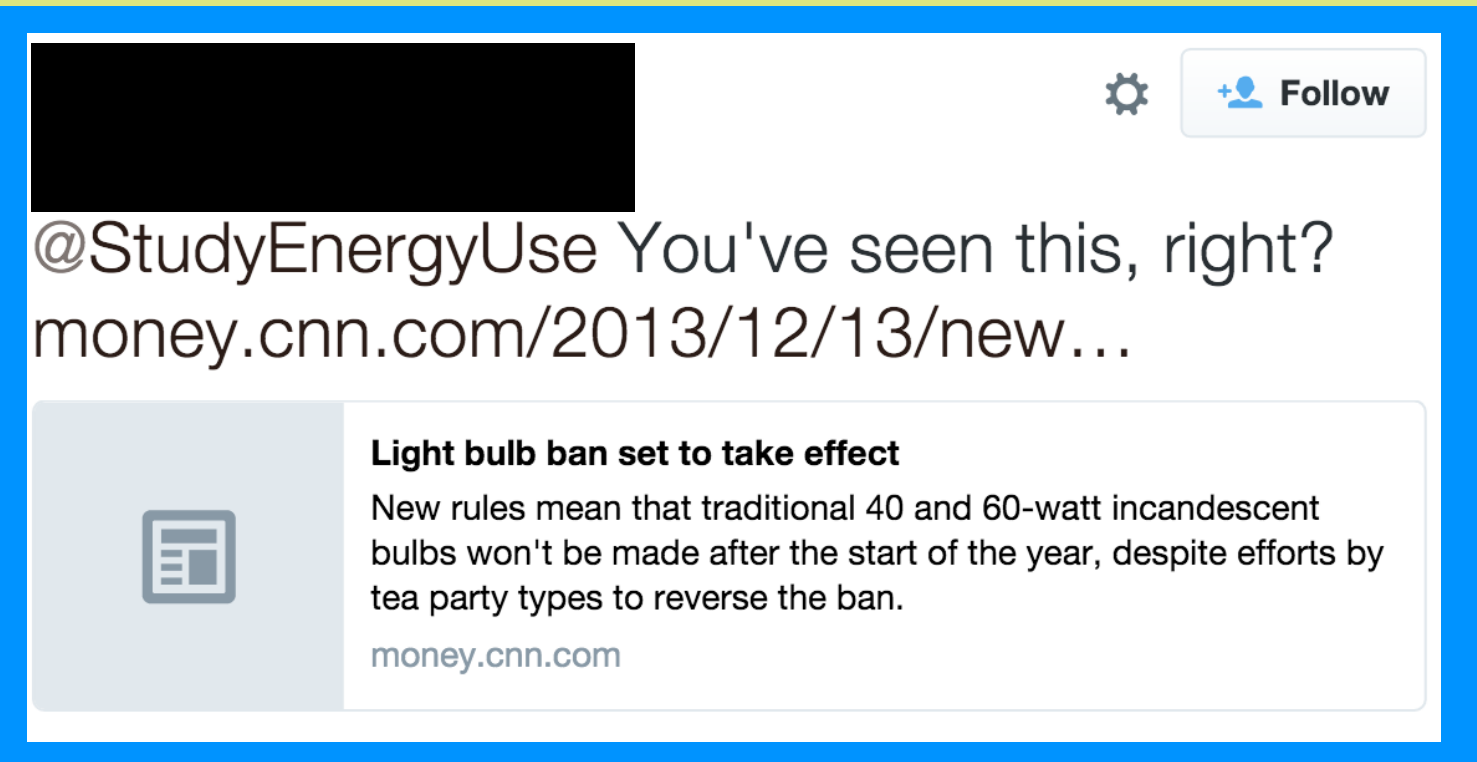 Follow
@StudyEnergyUse You've seen this, right?
money.cnn.com/2013/12/13/new…
Light bulb ban set to take effect
New rules mean that traditional 40 and 60-watt incandescent
bulbs won't be made after the start of the year, despite efforts by
tea party types to reverse the ban.
money.cnn.com